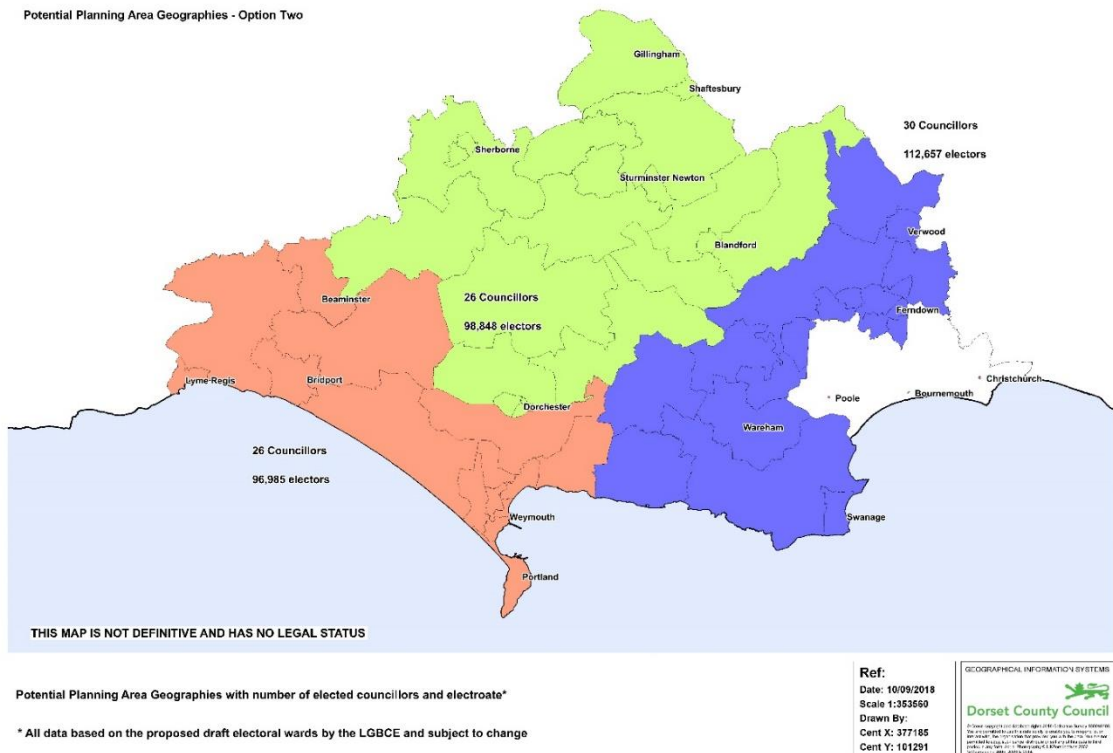 Potential Planning Area Geographies - Option Two
Gillingham
Shaftesbury
30 Councillors
112,657 electors
Sherborne
Sturminster Newton
Verwood
Blandford
Beaminster
26 Councillors
98,848 electors
Ferndown
Lyme Regis
Bridport
Christchurch
Bournemouth
Poole
Dorchester
Wareham
26 Councillors
96,985 electors
Weymouth
Swanage
Portland
THIS MAP IS NOT DEFINITIVE AND HAS NO LEGAL STATUS
Potential Planning Area Geographies with number of elected councillors and electroate*
* All data based on the proposed draft electoral wards by the LGBCE and subject to change
Ref:
Date: 10/09/2018
Scale 1:353560
Drawn By:
Cent X: 377185
Cent Y: 101291
GEOGRAPHICAL INFORMATION SYSTEMS
Dorset County Council